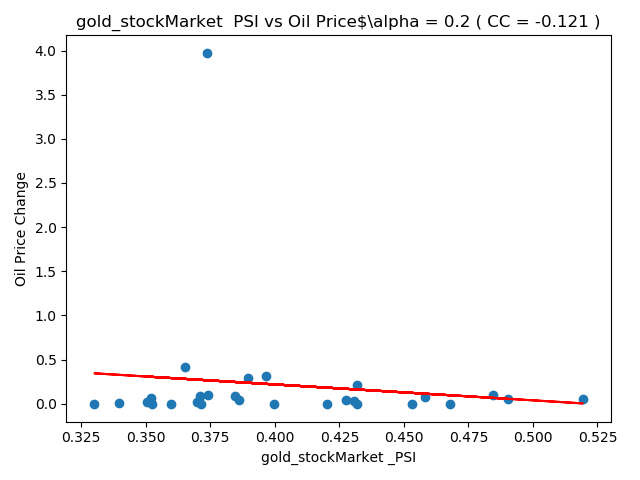 gold_stockMarket  PSI vs Oil Price$\alpha = 0.2 ( CC = -0.121 )
4.0
3.5
3.0
2.5
2.0
1.5
1.0
0.5
0.0
Oil Price Change
0.325 0.350 0.375 0.400 0.425 0.450 0.475 0.500 0.525
gold_stockMarket _PSI